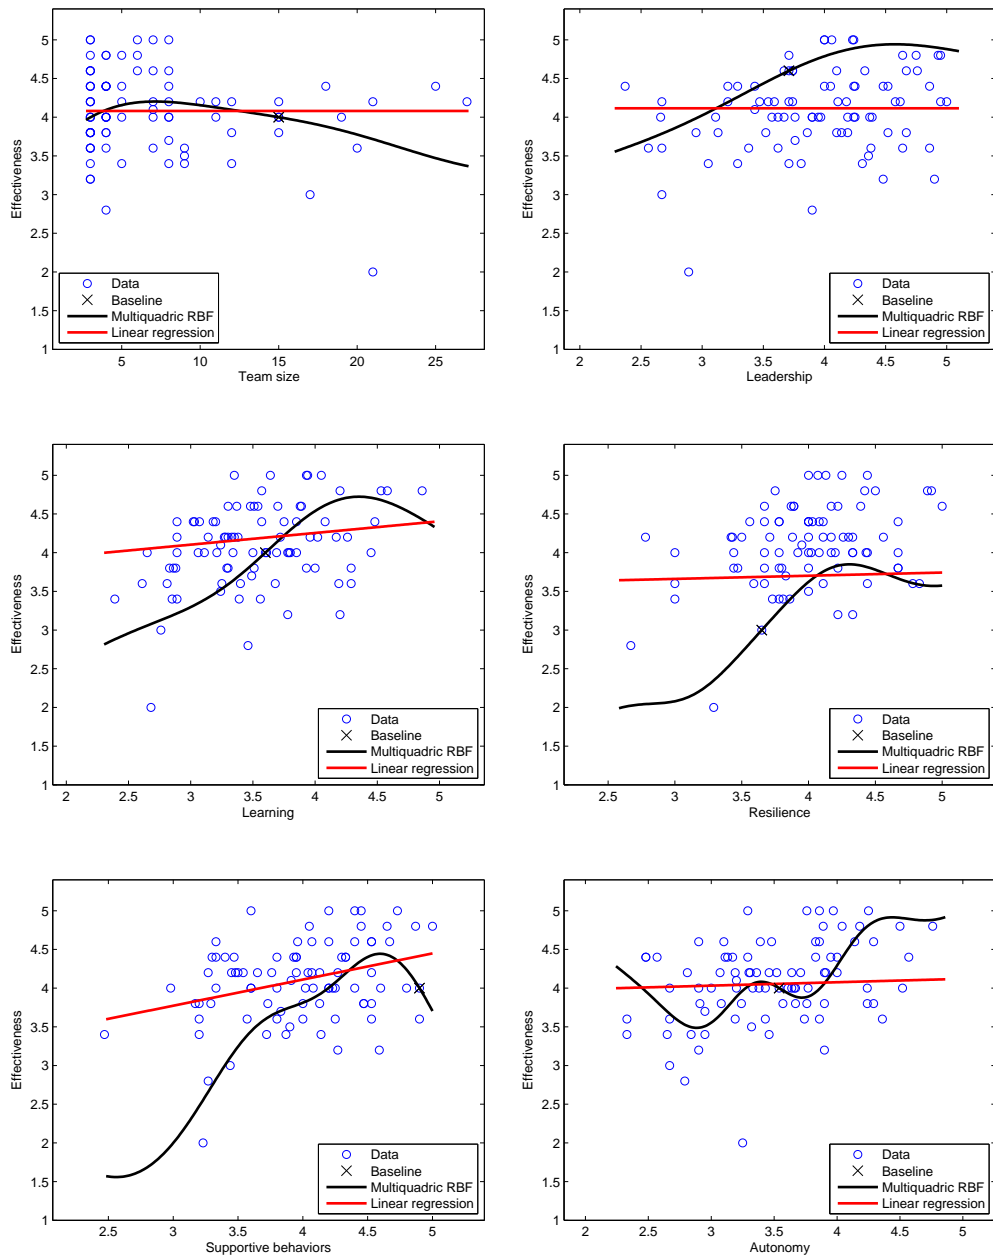 5
4.5
4
3.5
3
2.5
2
1.5
1
Effectiveness
Data
Baseline
Multiquadric RBF
Linear regression
5 10 15 20 25
Team size
5
4.5
4
3.5
3
2.5
2
1.5
1
Effectiveness
Data
Baseline
Multiquadric RBF
Linear regression
2 2.5 3 3.5 4 4.5 5
Leadership
5
4.5
4
3.5
3
2.5
2
1.5
1
Effectiveness
Data
Baseline
Multiquadric RBF
Linear regression
2 2.5 3 3.5 4 4.5 5
Learning
5
4.5
4
3.5
3
2.5
2
1.5
1
Effectiveness
Data
Baseline
Multiquadric RBF
Linear regression
2.5 3 3.5 4 4.5 5
Resilience
5
4.5
4
3.5
3
2.5
2
1.5
1
Effectiveness
Data
Baseline
Multiquadric RBF
Linear regression
2.5 3 3.5 4 4.5 5
Supportive behaviors
5
4.5
4
3.5
3
2.5
2
1.5
1
Effectiveness
Data
Baseline
Multiquadric RBF
Linear regression
2 2.5 3 3.5 4 4.5 5
Autonomy